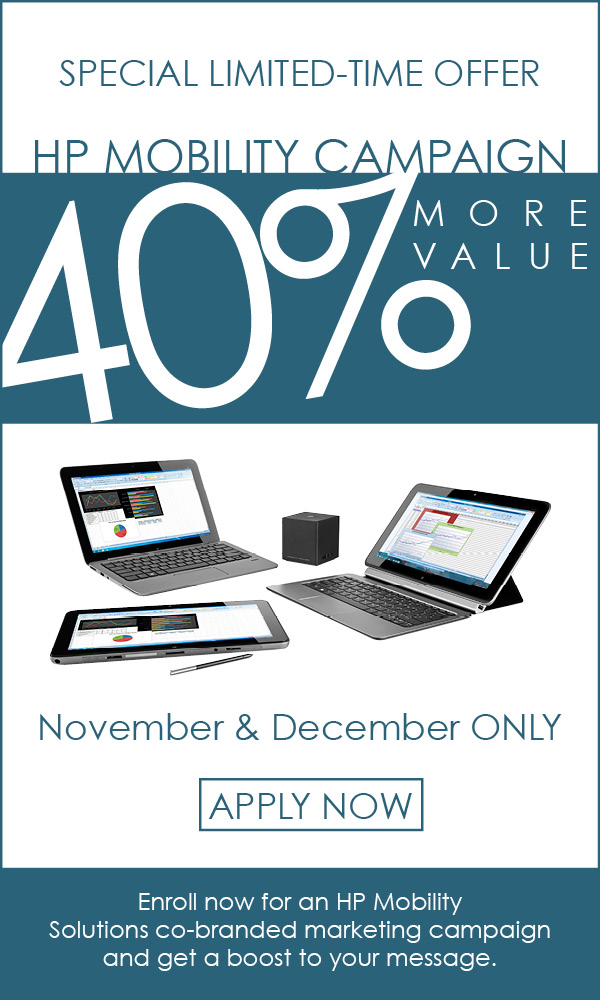 SPECIAL LIMITED-TIME OFFER
HP MOBILITY CAMPAIGN
40%
MORE
VALUE
November & December ONLY
APPLY NOW
Enroll now for an HP Mobility
Solutions co-branded marketing campaign
and get a boost to your message.